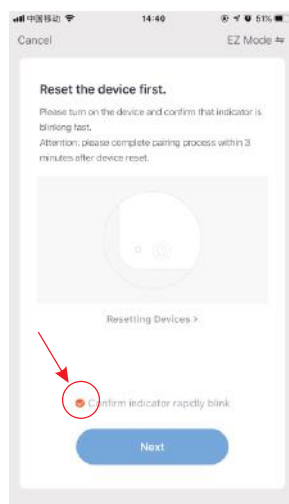 中国移动 14:40 51%
Cancel EZ Mode ⇋
Reset the device first.
Please turn on the device and confirm that indicator is
blinking fast.
Attention: please complete pairing process within 3
minutes after device reset.
Resetting Devices >
Confirm indicator rapidly blink
Next